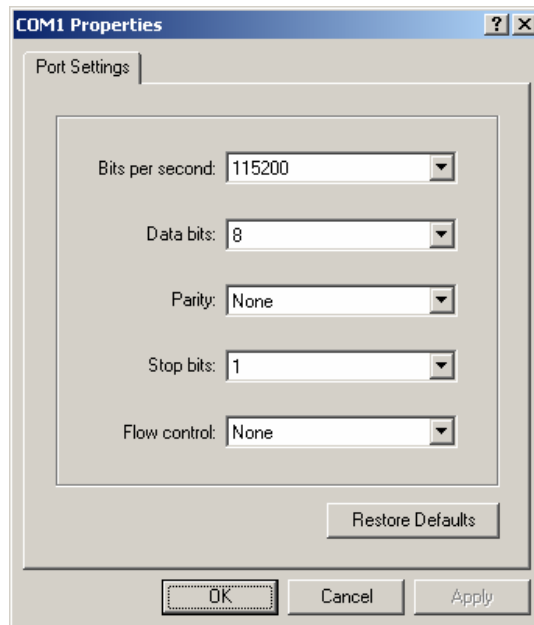 COM1 Properties
Port Settings
Bits per second: 115200
Data bits: 8
Parity: None
Stop bits: 1
Flow control: None
Restore Defaults
OK Cancel Apply